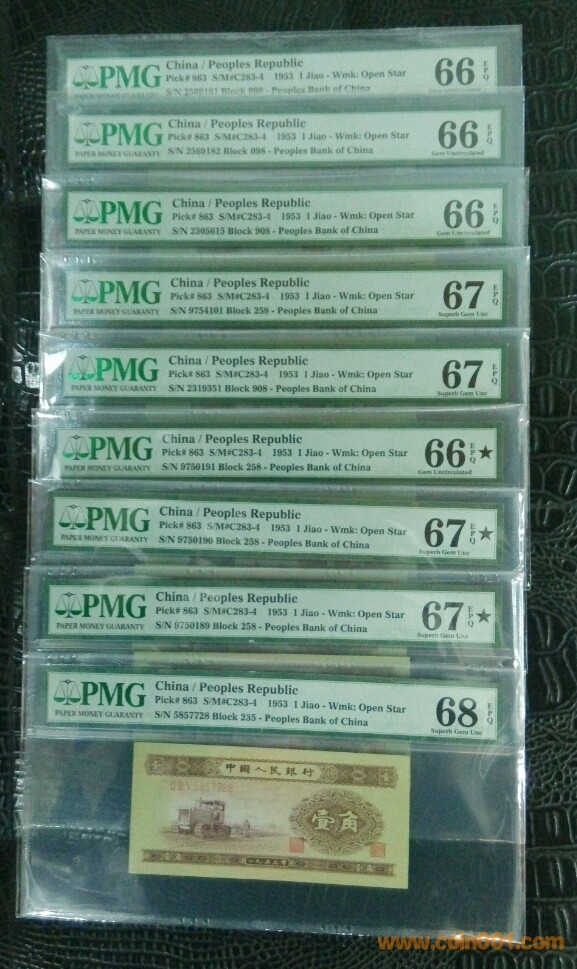 China / Peoples Republic
PMG
Pick# 863 S/M#C283-4 1953 1 Jiao - Wmk: Open Star
66 EPQ
S/N Block - Peoples Bank of China
China / Peoples Republic
PMG
Pick# 863 S/M#C283-4 1953 1 Jiao - Wmk: Open Star
66 EPQ
PAPER MONEY GUARANTY
S/N 2569182 Block 098 - Peoples Bank of China
Gem Uncirculated
China / Peoples Republic
PMG
Pick# 863 S/M#C283-4 1953 1 Jiao - Wmk: Open Star
66 EPQ
PAPER MONEY GUARANTY
S/N 2305615 Block 908 - Peoples Bank of China
Gem Uncirculated
China / Peoples Republic
PMG
Pick# 863 S/M#C283-4 1953 1 Jiao - Wmk: Open Star
67 EPQ
PAPER MONEY GUARANTY
S/N 9754101 Block 258 - Peoples Bank of China
Superb Gem Unc
China / Peoples Republic
PMG
Pick# 863 S/M#C283-4 1953 1 Jiao - Wmk: Open Star
67 EPQ
PAPER MONEY GUARANTY
S/N 2319351 Block 908 - Peoples Bank of China
Superb Gem Unc
China / Peoples Republic
PMG
Pick# 863 S/M#C283-4 1953 1 Jiao - Wmk: Open Star
66 EPQ★
PAPER MONEY GUARANTY
S/N 9750191 Block 258 - Peoples Bank of China
Gem Uncirculated
China / Peoples Republic
PMG
Pick# 863 S/M#C283-4 1953 1 Jiao - Wmk: Open Star
67 EPQ★
PAPER MONEY GUARANTY
S/N 9750190 Block 258 - Peoples Bank of China
Superb Gem Unc
China / Peoples Republic
PMG
Pick# 863 S/M#C283-4 1953 1 Jiao - Wmk: Open Star
67 EPQ★
PAPER MONEY GUARANTY
S/N 9750189 Block 258 - Peoples Bank of China
Superb Gem Unc
China / Peoples Republic
PMG
Pick# 863 S/M#C283-4 1953 1 Jiao - Wmk: Open Star
68 EPQ
PAPER MONEY GUARANTY
S/N 5857728 Block 235 - Peoples Bank of China
Superb Gem Unc
中国人民银行
5857728
壹角
一九五三年
www.coin001.com